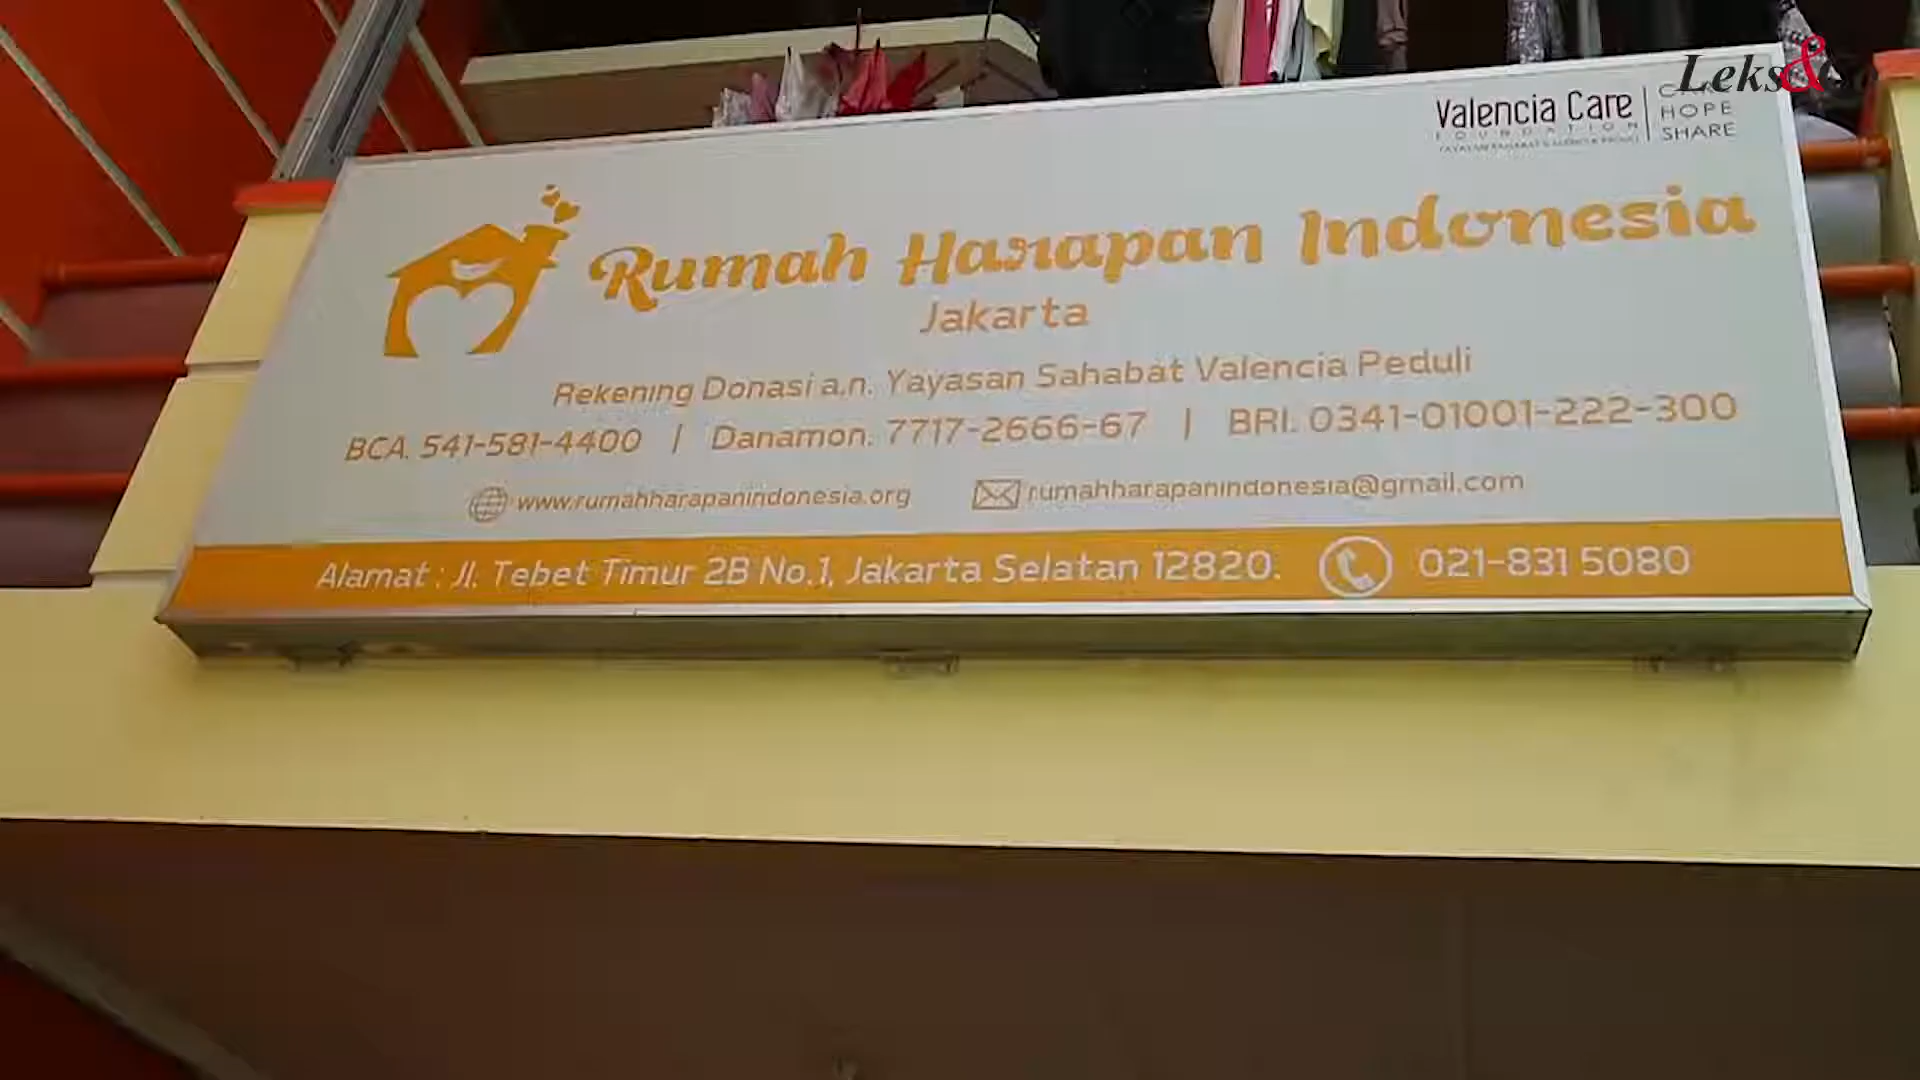 Leks&
Valencia Care
FOUNDATION
HOPE
SHARE
Rumah Harapan Indonesia
Jakarta
Rekening Donasi a.n. Yayasan Sahabat Valencia Peduli
BCA. 541-581-4400 | Danamon. 7717-2666-67 | BRI. 0341-01001-222-300
www.rumahharapanindonesia.org rumahharapanindonesia@gmail.com
Alamat : Jl. Tebet Timur 2B No.1, Jakarta Selatan 12820. 021-831 5080